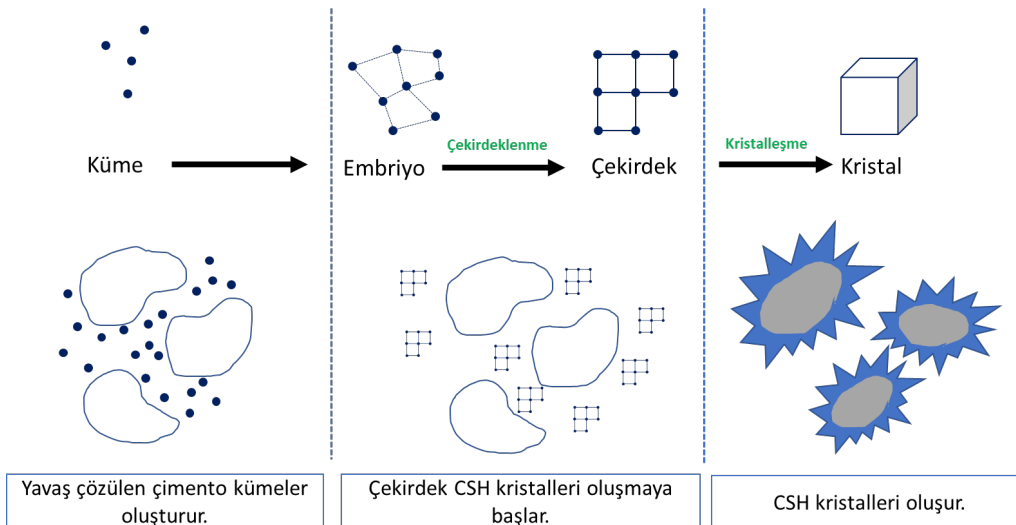 Küme
Embriyo
Çekirdeklenme
Çekirdek
Kristalleşme
Kristal
Yavaş çözülen çimento kümeler
oluşturur.
Çekirdek CSH kristalleri oluşmaya
başlar.
CSH kristalleri oluşur.